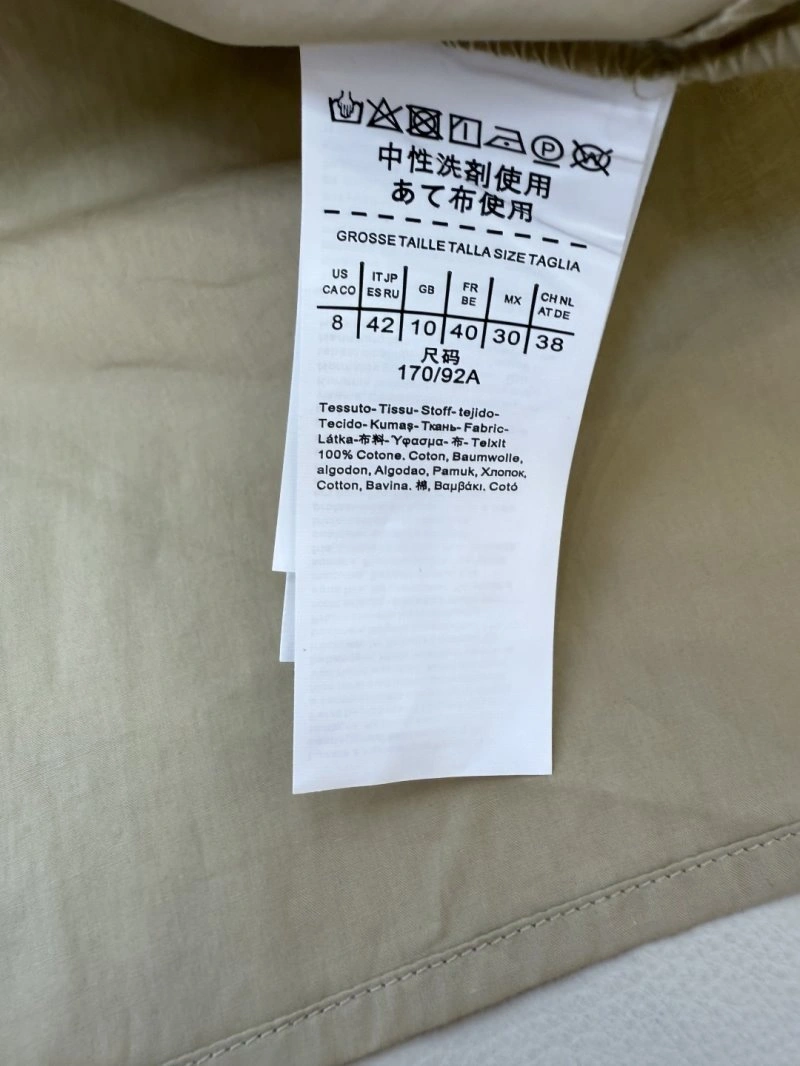 中性洗剤使用
あて布使用
GROSSE TAILLE TALLA SIZE TAGLIA
US CA CO | IT JP ES RU | GB | FR BE | MX | CH NL AT DE
8 | 42 | 10 | 40 | 30 | 38
尺码
170/92A
Tessuto-Tissu-Stoff-tejido-
Tecido-Kumaş-Ткань-Fabric-
Látka-布料-Ύφασμα-布-Teixit
100% Cotone. Coton, Baumwolle,
algodon, Algodao, Pamuk, Хлопок,
Cotton, Bavina. 棉, Βαμβάκι. Cotó